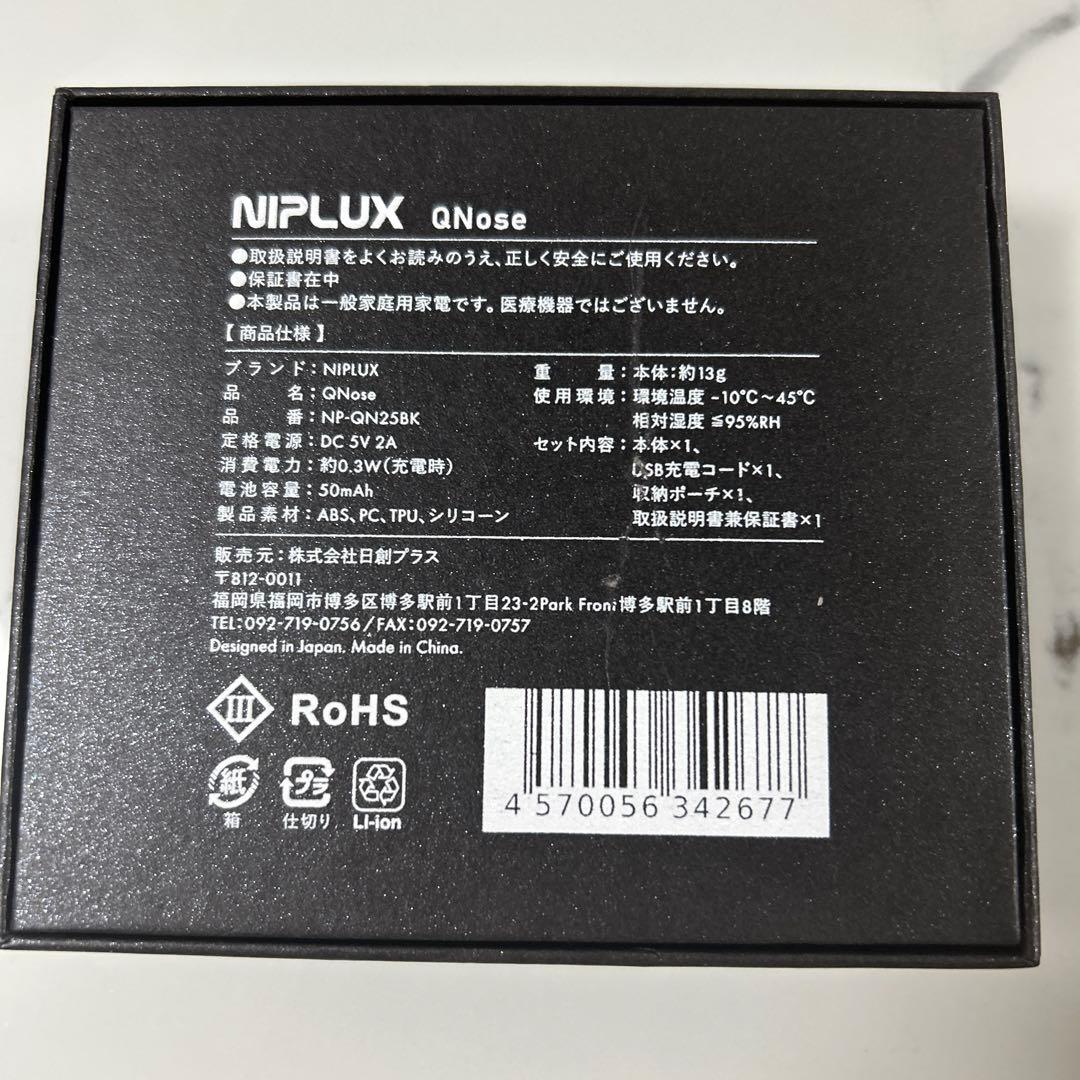 NIPLUX QNose
●取扱説明書をよくお読みのうえ、正しく安全にご使用ください。
●保証書在中
●本製品は一般家庭用家電です。医療機器ではございません。
【商品仕様】
ブランド：NIPLUX
品名：QNose
品番：NP-QN25BK
定格電源：DC 5V 2A
消費電力：約0.3W（充電時）
電池容量：50mAh
製品素材：ABS、PC、TPU、シリコーン
重量：本体：約13g
使用環境：環境温度 -10℃〜45℃
相対湿度 ≦95%RH
セット内容：本体×1、
USB充電コード×1、
収納ポーチ×1、
取扱説明書兼保証書×1
販売元：株式会社日創プラス
〒812-0011
福岡県福岡市博多区博多駅前1丁目23-2Park Front博多駅前1丁目8階
TEL:092-719-0756/FAX:092-719-0757
Designed in Japan. Made in China.
III RoHS
紙 プラ
箱 仕切り Li-ion
4 570056 342677